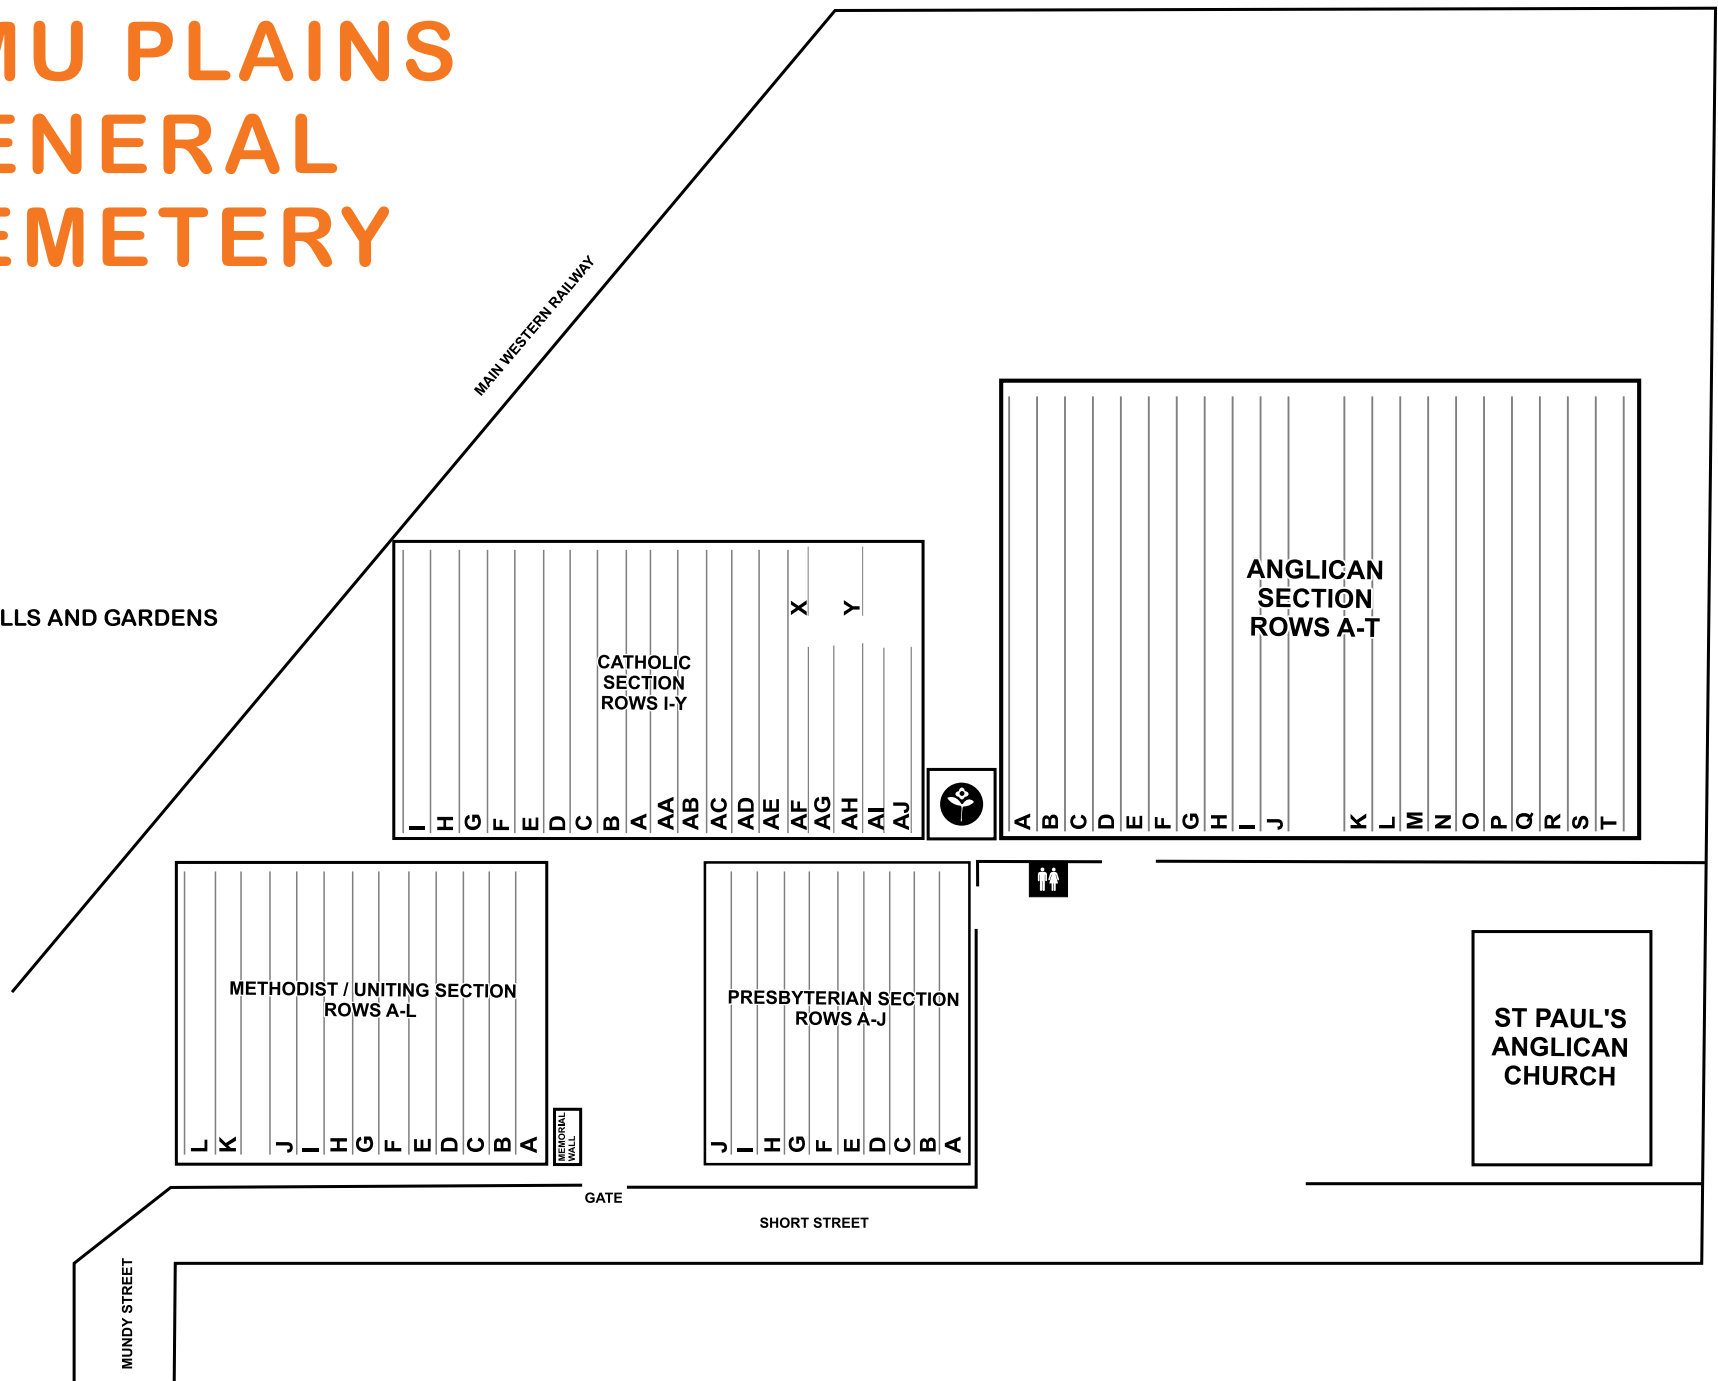 MU PLAINS
ENERAL
EMETERY
MAIN WESTERN RAILWAY
LLS AND GARDENS
ANGLICAN
SECTION
ROWS A-T
A B C D E F G H I J K L M N O P Q R S T
X Y
CATHOLIC
SECTION
ROWS I-Y
I H G F E D C B A AA AB AC AD AE AF AG AH AI AJ
METHODIST / UNITING SECTION
ROWS A-L
L K J I H G F E D C B A
MEMORIAL
WALL
PRESBYTERIAN SECTION
ROWS A-J
J I H G F E D C B A
ST PAUL'S
ANGLICAN
CHURCH
GATE
SHORT STREET
MUNDY STREET